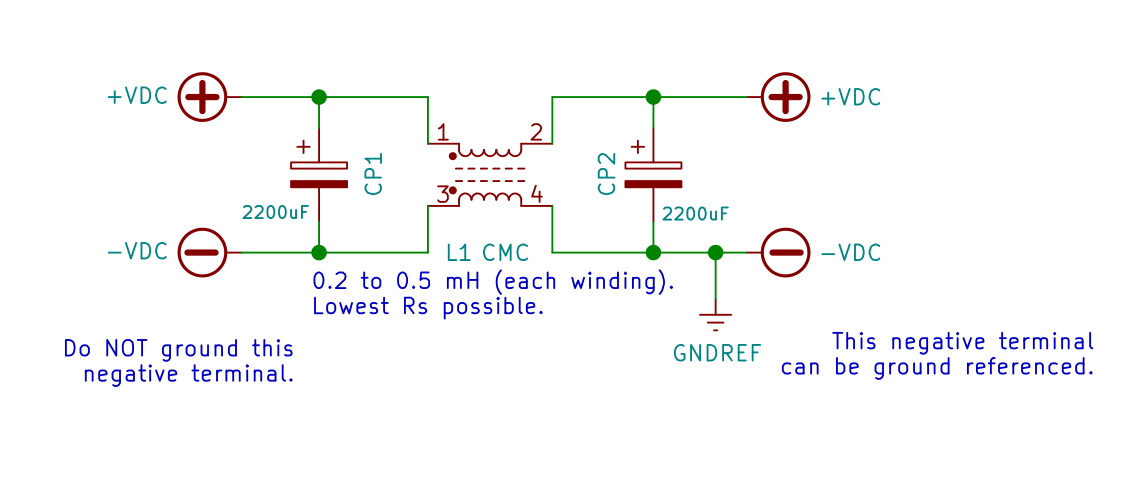 +VDC
+VDC
1
2
+
CP1
CP2
+
3
4
2200uF
2200uF
-VDC
L1 CMC
-VDC
0.2 to 0.5 mH (each winding).
Lowest Rs possible.
Do NOT ground this
negative terminal.
GNDREF
This negative terminal
can be ground referenced.